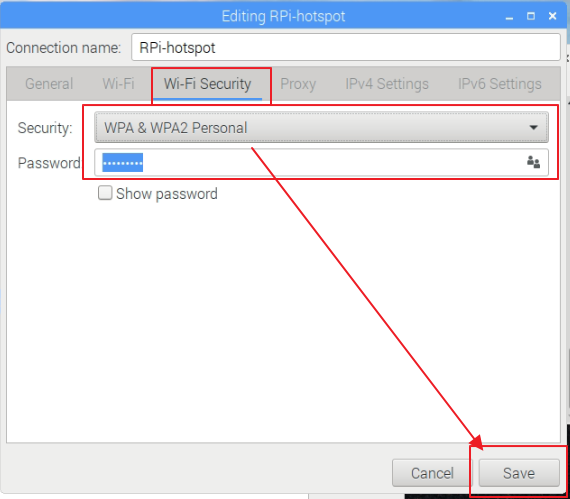 Editing RPi-hotspot
Connection name: RPi-hotspot
General Wi-Fi Wi-Fi Security Proxy IPv4 Settings IPv6 Settings
Security: WPA & WPA2 Personal
Password: •••••••••
Show password
Cancel Save